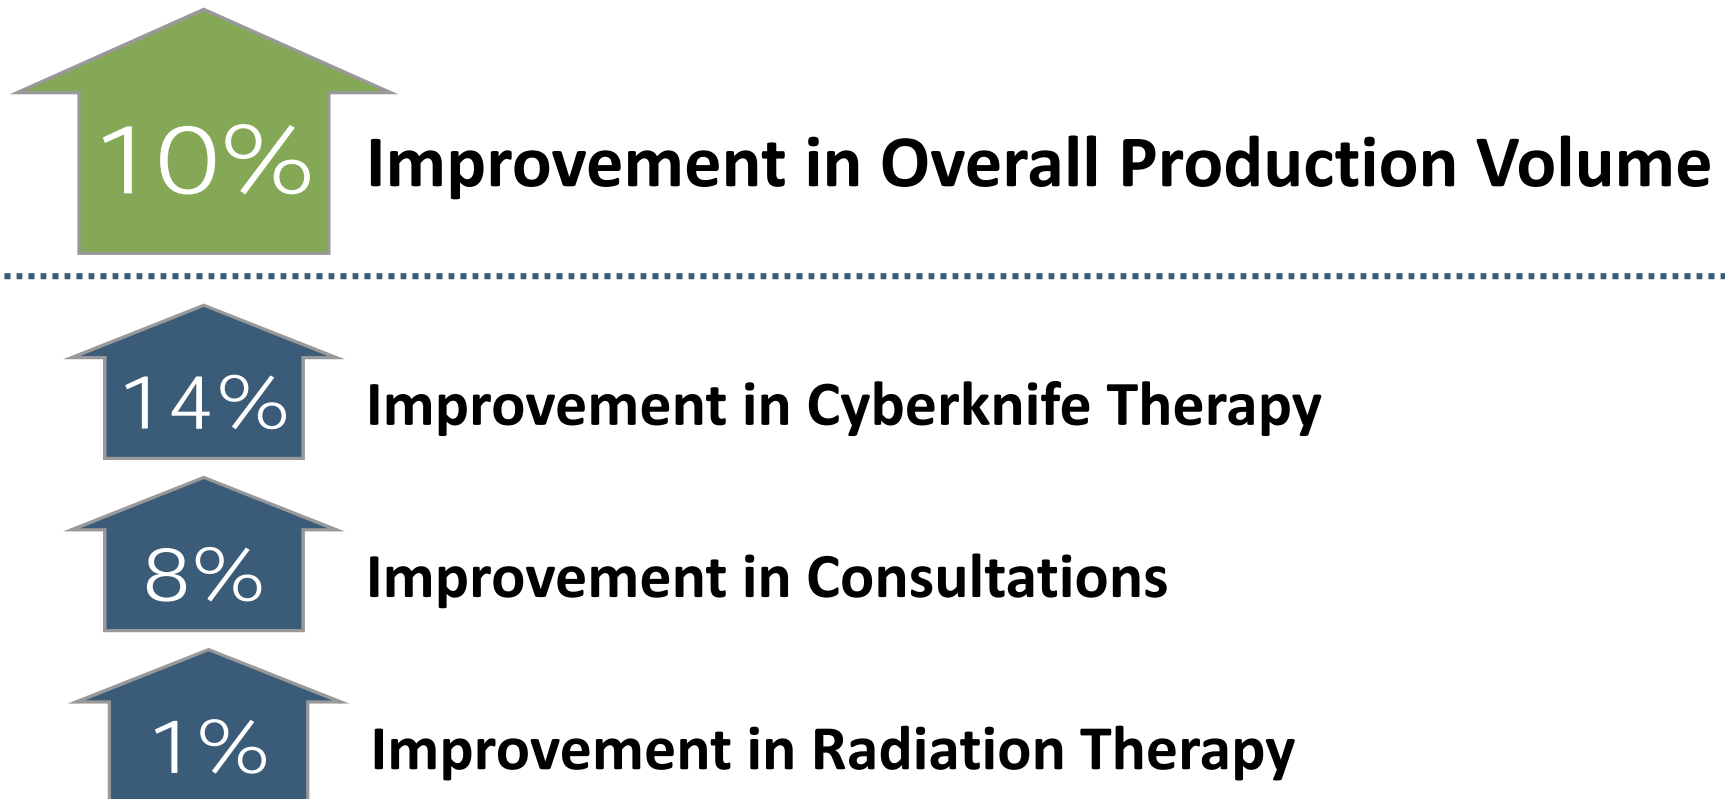 10% Improvement in Overall Production Volume
14% Improvement in Cyberknife Therapy
8% Improvement in Consultations
1% Improvement in Radiation Therapy